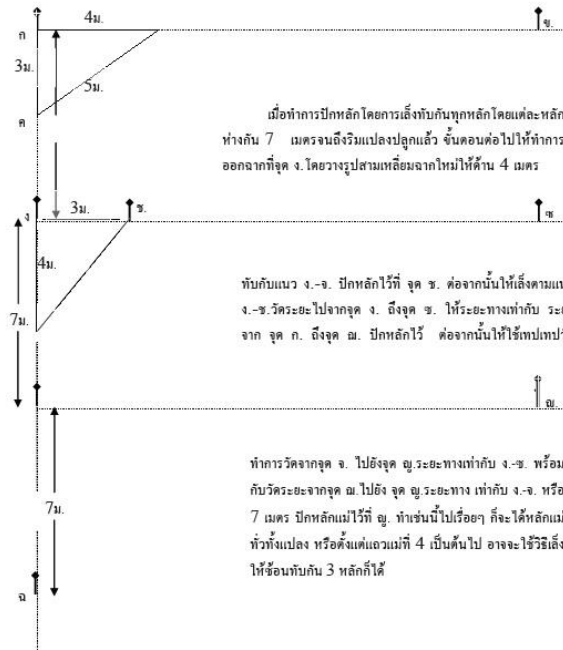 4ม.
ก
ข.
3ม.
5ม.
ค
เมื่อทำการปักหลักโดยการเล็งทับกันทุกหลักโดยแต่ละหลัก
ห่างกัน 7 เมตรจนถึงริมแปลงปลูกแล้ว ขั้นตอนต่อไปให้ทำการ
ออกฉากที่จุด ง.โดยวางรูปสามเหลี่ยมฉากใหม่ให้ด้าน 4 เมตร
ง
3ม.
ช.
ซ
4ม.
7ม.
ทับกับแนว ง.-จ. ปักหลักไว้ที่ จุด ช. ต่อจากนั้นให้เล็งตามแน
ง.-ช.วัดระยะไปจากจุด ง. ถึงจุด ซ. ให้ระยะทางเท่ากับ ระย
จาก จุด ก. ถึงจุด ฌ. ปักหลักไว้ ต่อจากนั้นให้ใช้เทปเทปว
ญ.
ทำการวัดจากจุด จ. ไปยังจุด ญ.ระยะทางเท่ากับ ง.-ซ. พร้อม
กับวัดระยะจากจุด ฌ.ไปยัง จุด ญ.ระยะทาง เท่ากับ ง.-จ. หรือ
7 เมตร ปักหลักแม่ไว้ที่ ญ. ทำเช่นนี้ไปเรื่อยๆ ก็จะได้หลักแม่
ทั่วทั้งแปลง หรือตั้งแต่แถวแม่ที่ 4 เป็นต้นไป อาจจะใช้วิธีเล็ง
ให้ซ้อนทับกัน 3 หลักก็ได้
7ม.
ฉ